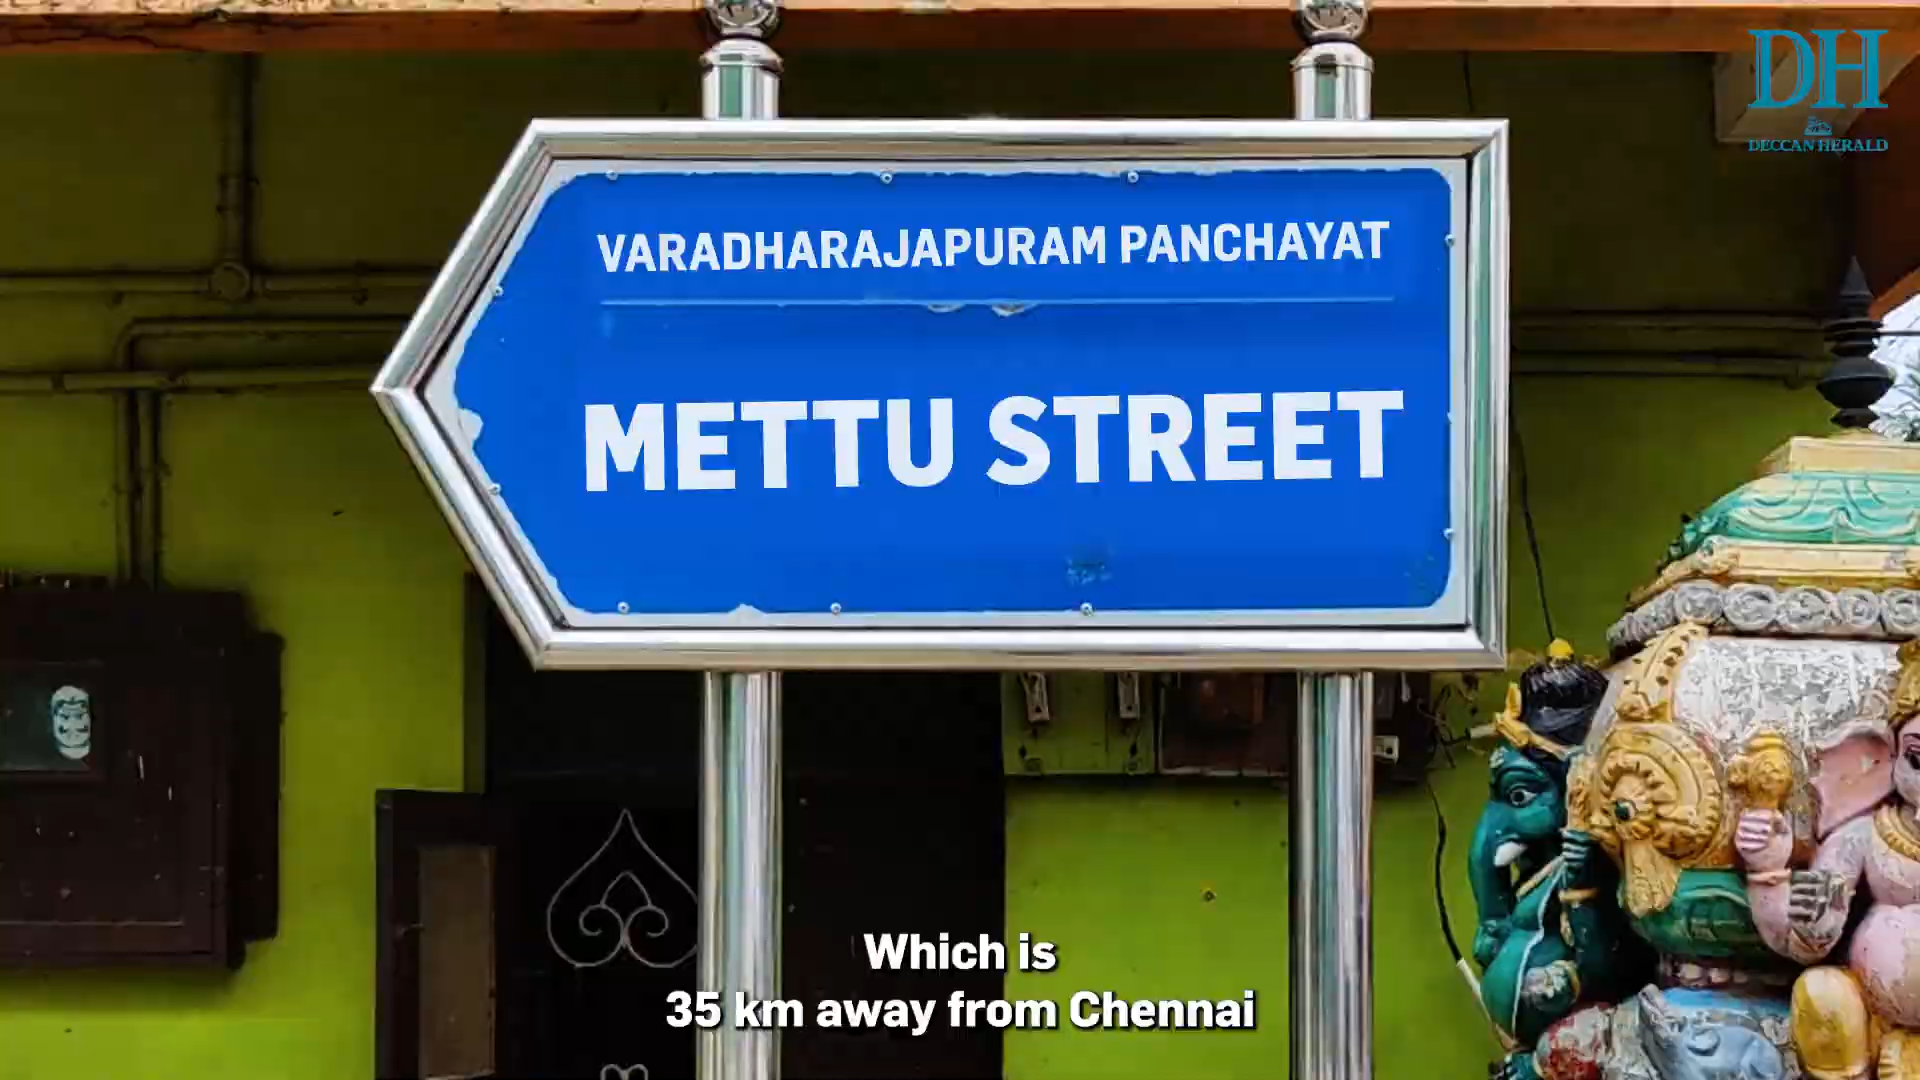 DH
DECCAN HERALD
VARADHARAJAPURAM PANCHAYAT
METTU STREET
Which is
35 km away from Chennai